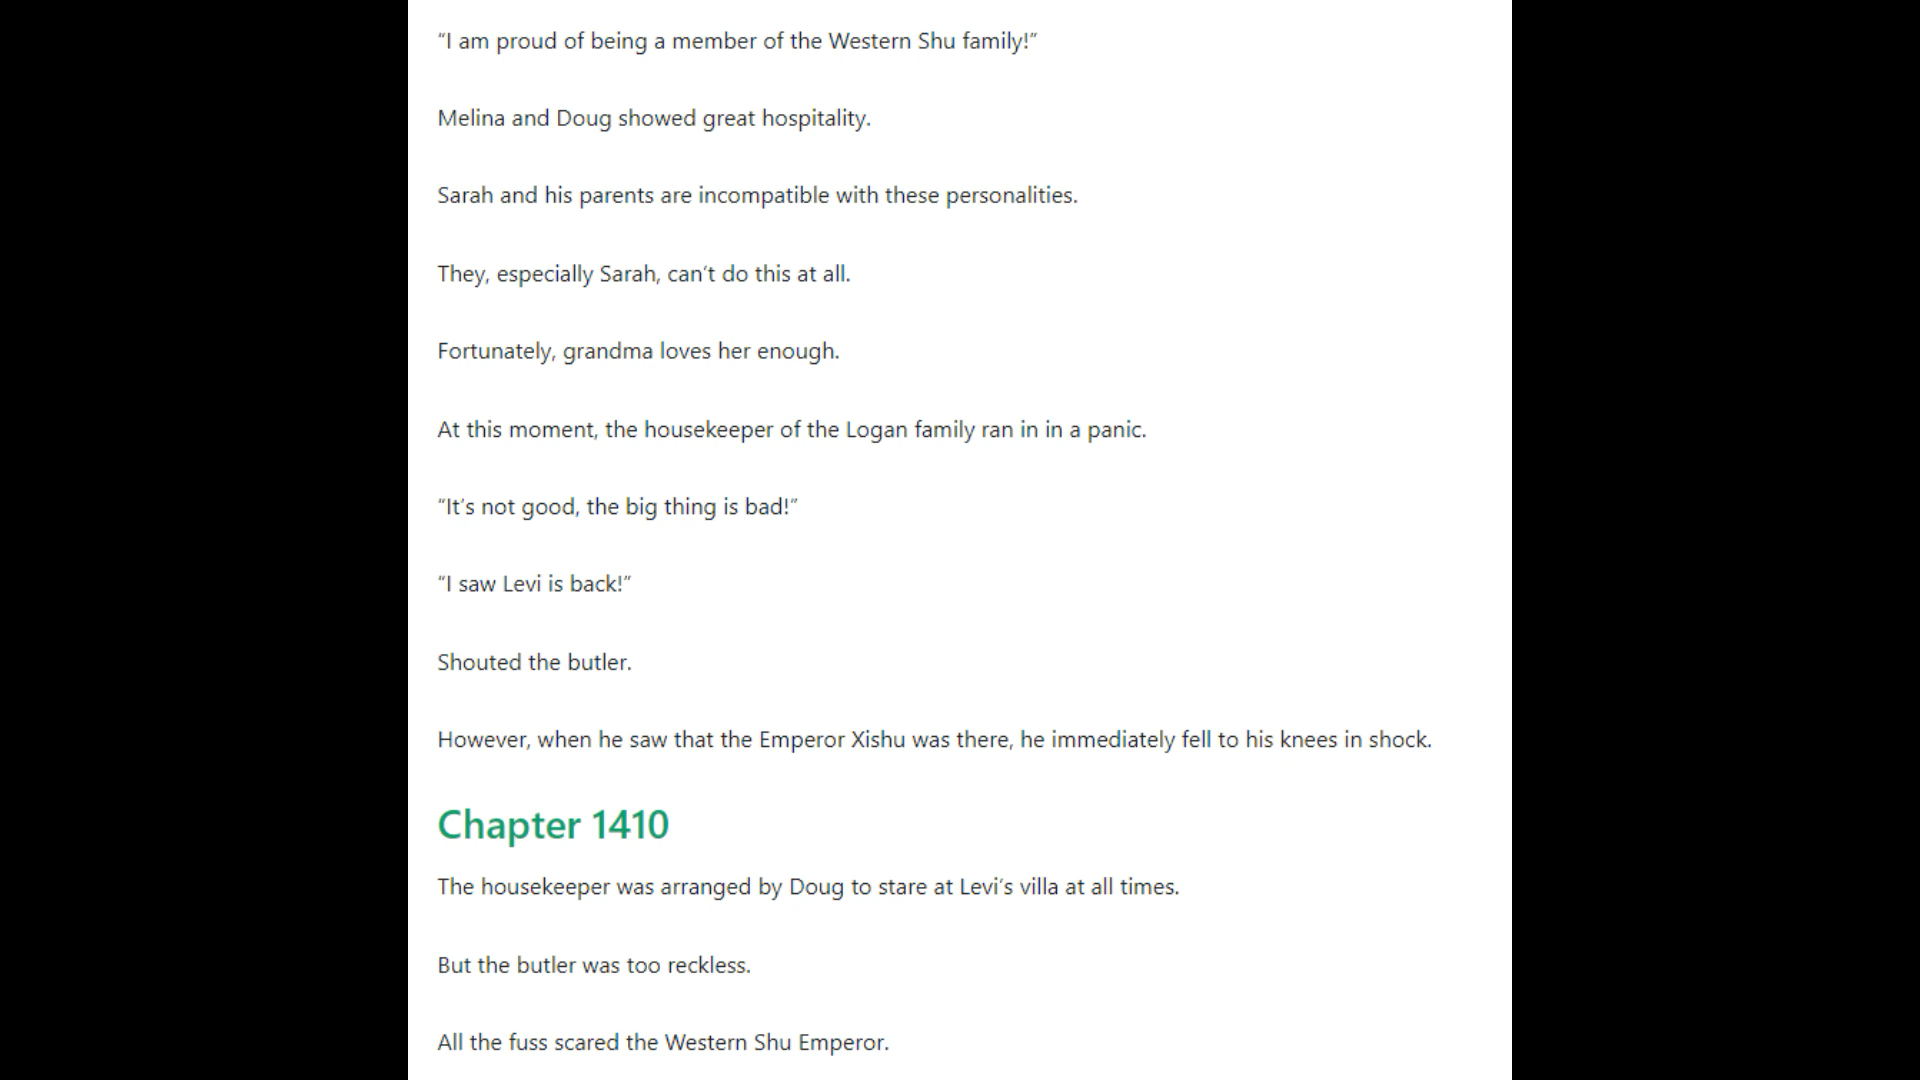 “I am proud of being a member of the Western Shu family!”
Melina and Doug showed great hospitality.
Sarah and his parents are incompatible with these personalities.
They, especially Sarah, can’t do this at all.
Fortunately, grandma loves her enough.
At this moment, the housekeeper of the Logan family ran in in a panic.
“It’s not good, the big thing is bad!”
“I saw Levi is back!”
Shouted the butler.
However, when he saw that the Emperor Xishu was there, he immediately fell to his knees in shock.
Chapter 1410
The housekeeper was arranged by Doug to stare at Levi’s villa at all times.
But the butler was too reckless.
All the fuss scared the Western Shu Emperor.